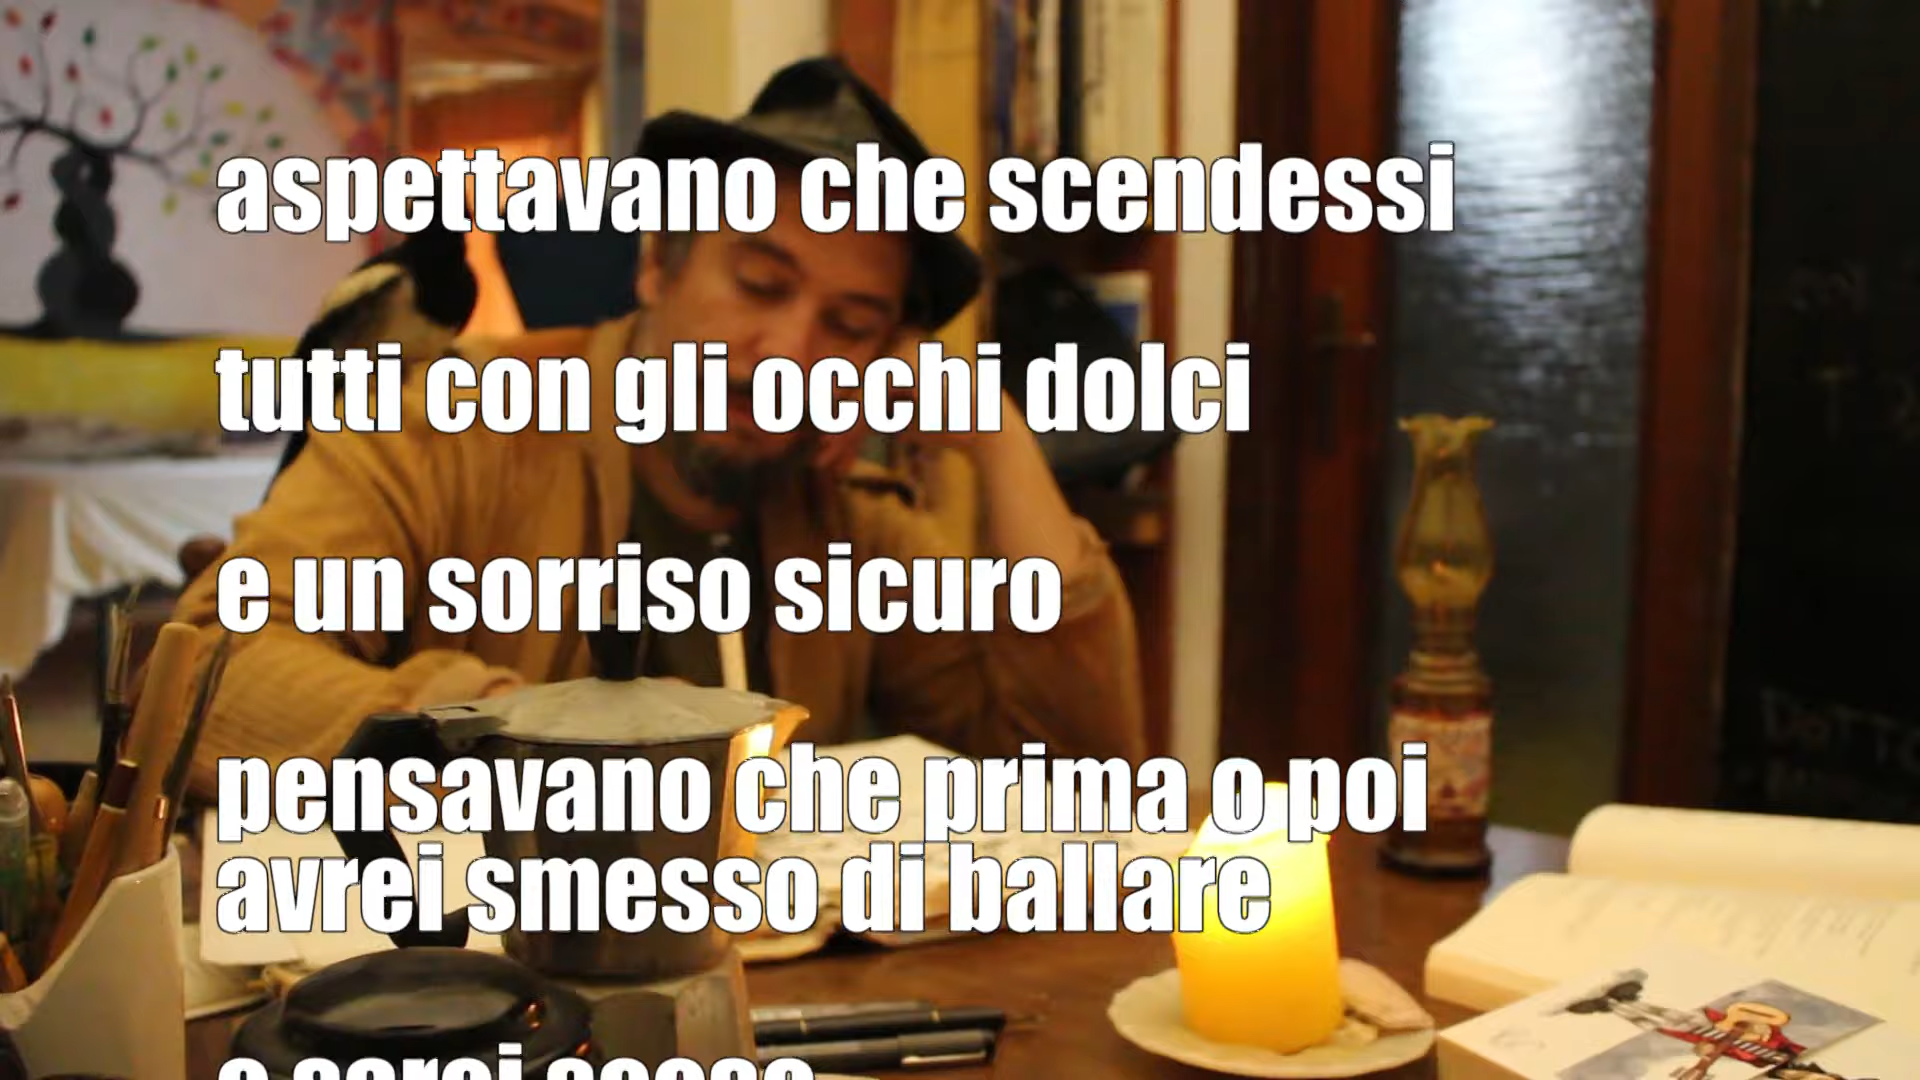 aspettavano che scendessi
tutti con gli occhi dolci
e un sorriso sicuro
pensavano che prima o poi
avrei smesso di ballare